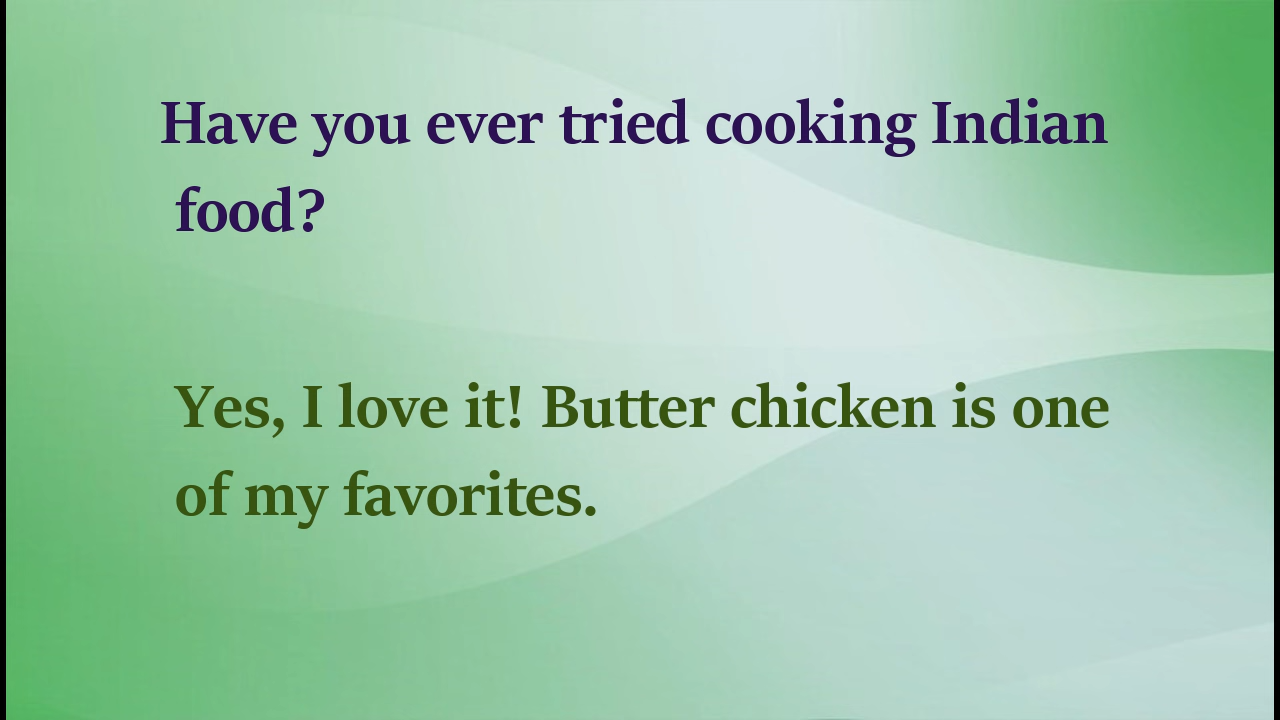 Have you ever tried cooking Indian
food?
Yes, I love it! Butter chicken is one
of my favorites.